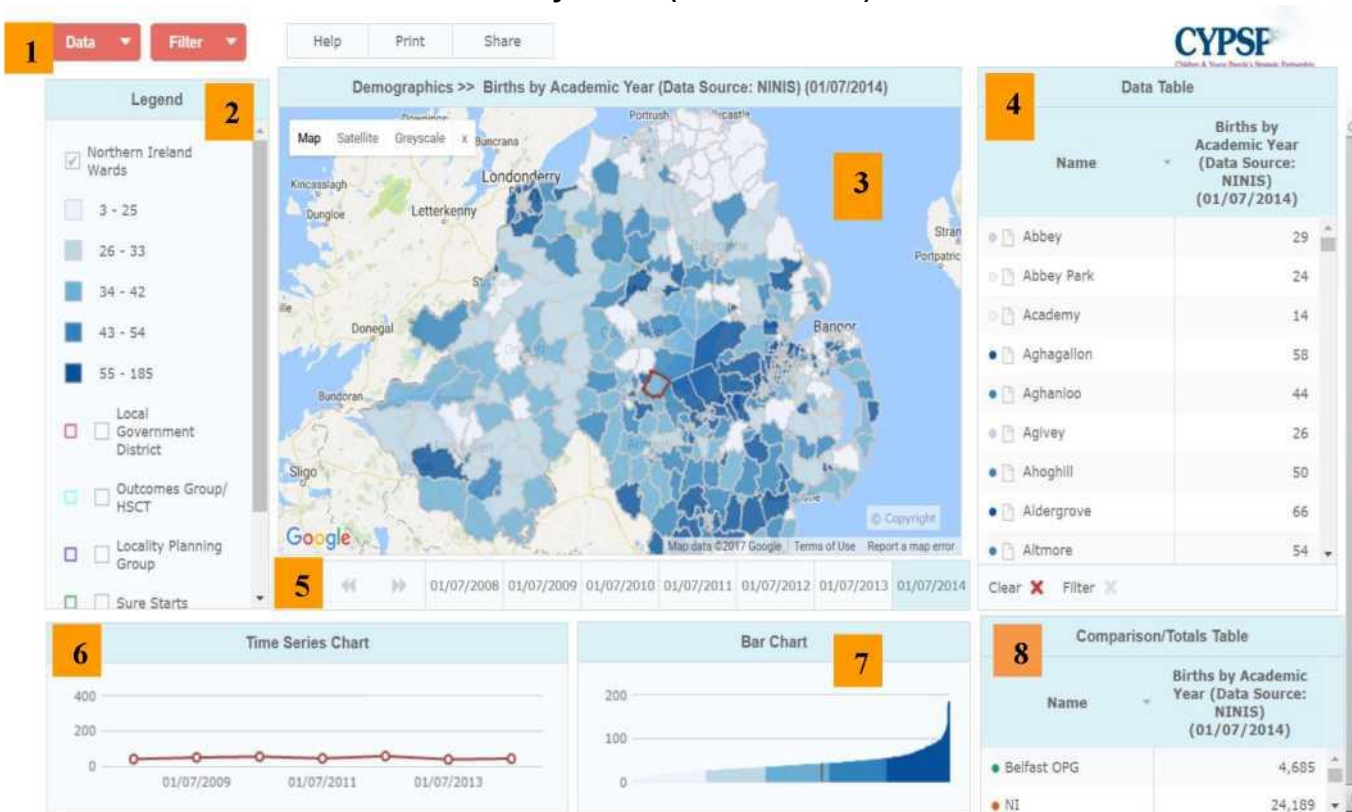 1
Data
Filter
Help
Print
Share
CYPSP
Children & Young People's Strategic Partnership
Legend
2
Northern Ireland
Wards
3 - 25
26 - 33
34 - 42
43 - 54
55 - 185
Local
Government
District
Outcomes Group/
HSCT
Locality Planning
Group
Sure Starts
Demographics >> Births by Academic Year (Data Source: NINIS) (01/07/2014)
Map
Satellite
Greyscale
x
Buncrana
Portrush
Londonderry
Kincasslagh
Dungloe
Letterkenny
3
Stran
Portpatric
Donegal
Bangor
Bundoran
Sligo
© Copyright
Google
Map data ©2017 Google
Terms of Use
Report a map error
4
Data Table
Name
Births by
Academic Year
(Data Source:
NINIS)
(01/07/2014)
Abbey 29
Abbey Park 24
Academy 14
Aghagallon 58
Aghanloo 44
Agivey 26
Ahoghill 50
Aldergrove 66
Altmore 54
Clear
Filter
5
01/07/2008 01/07/2009 01/07/2010 01/07/2011 01/07/2012 01/07/2013 01/07/2014
6
Time Series Chart
400
200
0
01/07/2009
01/07/2011
01/07/2013
Bar Chart
7
200
100
0
8
Comparison/Totals Table
Name
Births by Academic
Year (Data Source:
NINIS)
(01/07/2014)
Belfast OPG 4,685
NI 24,189